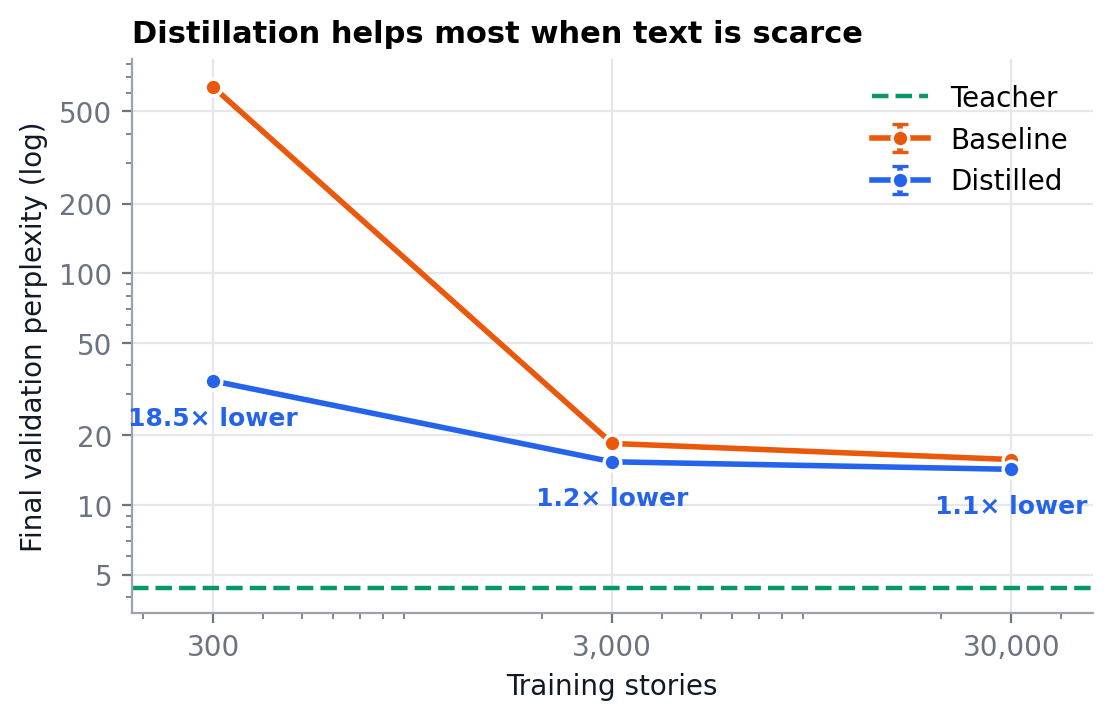 Distillation helps most when text is scarce
Final validation perplexity (log)
500
200
100
50
20
10
5
Teacher
Baseline
Distilled
18.5× lower
1.2× lower
1.1× lower
300
3,000
30,000
Training stories